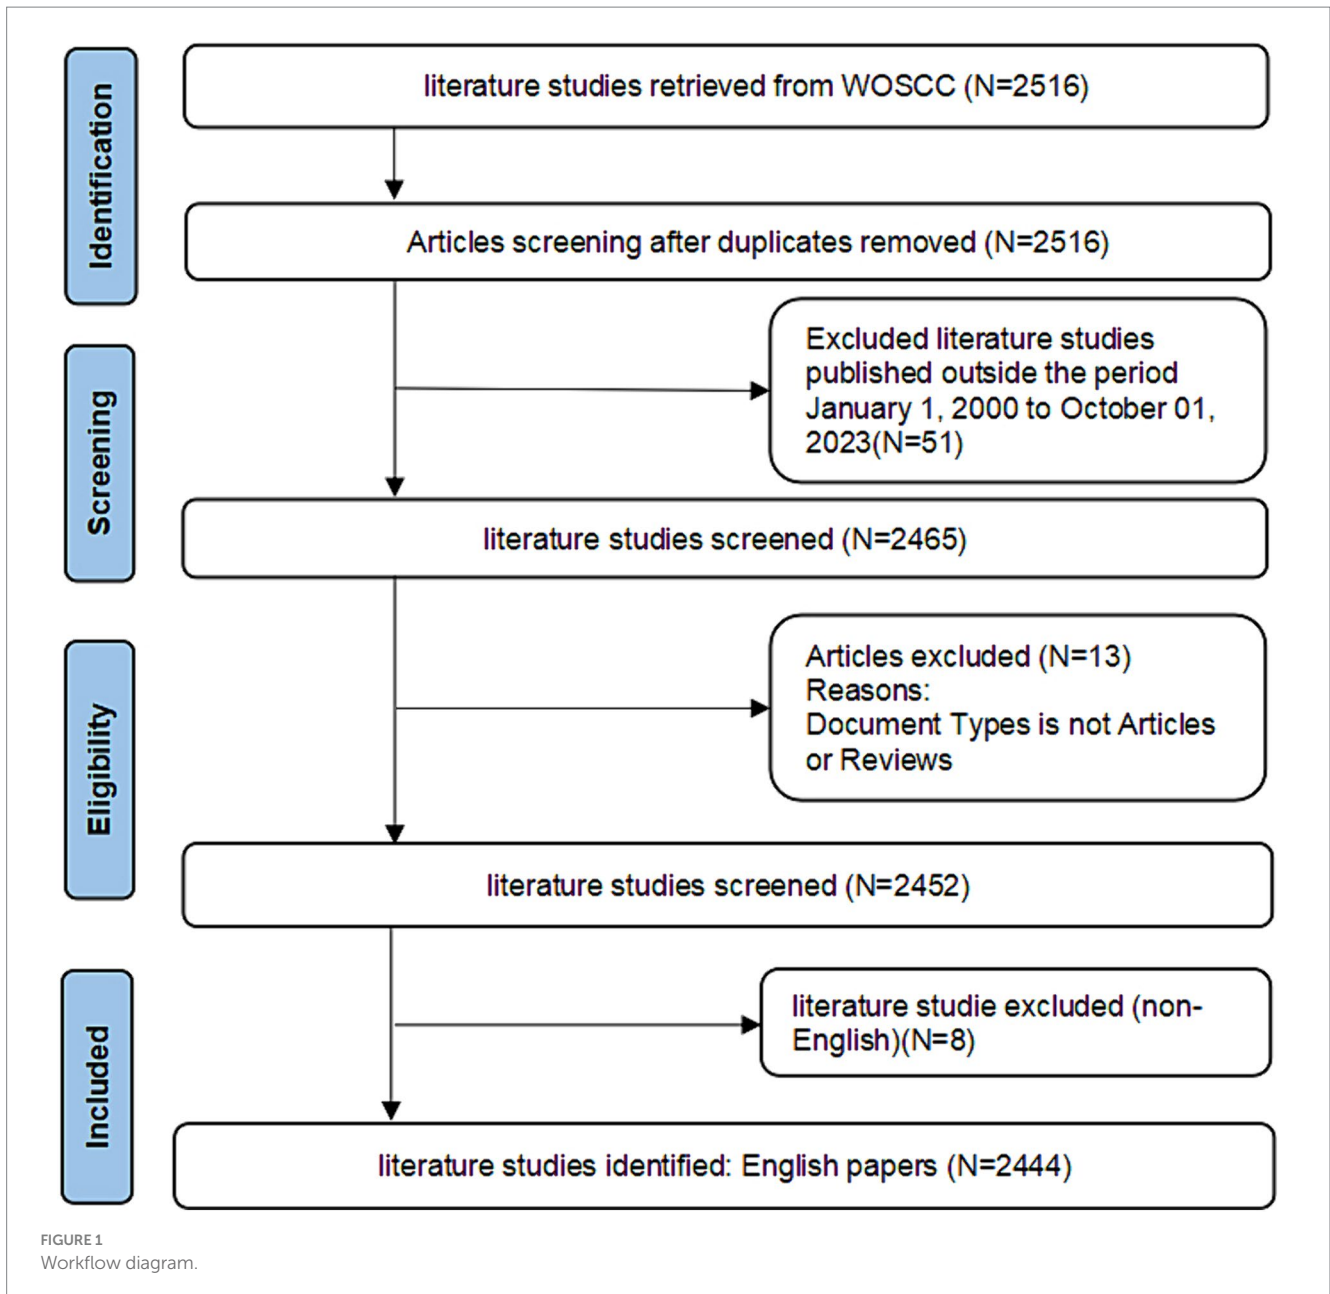 Identification
literature studies retrieved from WOSCC (N=2516)
Articles screening after duplicates removed (N=2516)
Screening
Excluded literature studies
published outside the period
January 1, 2000 to October 01,
2023(N=51)
literature studies screened (N=2465)
Eligibility
Articles excluded (N=13)
Reasons:
Document Types is not Articles
or Reviews
literature studies screened (N=2452)
Included
literature studie excluded (non-
English)(N=8)
literature studies identified: English papers (N=2444)
FIGURE 1
Workflow diagram.